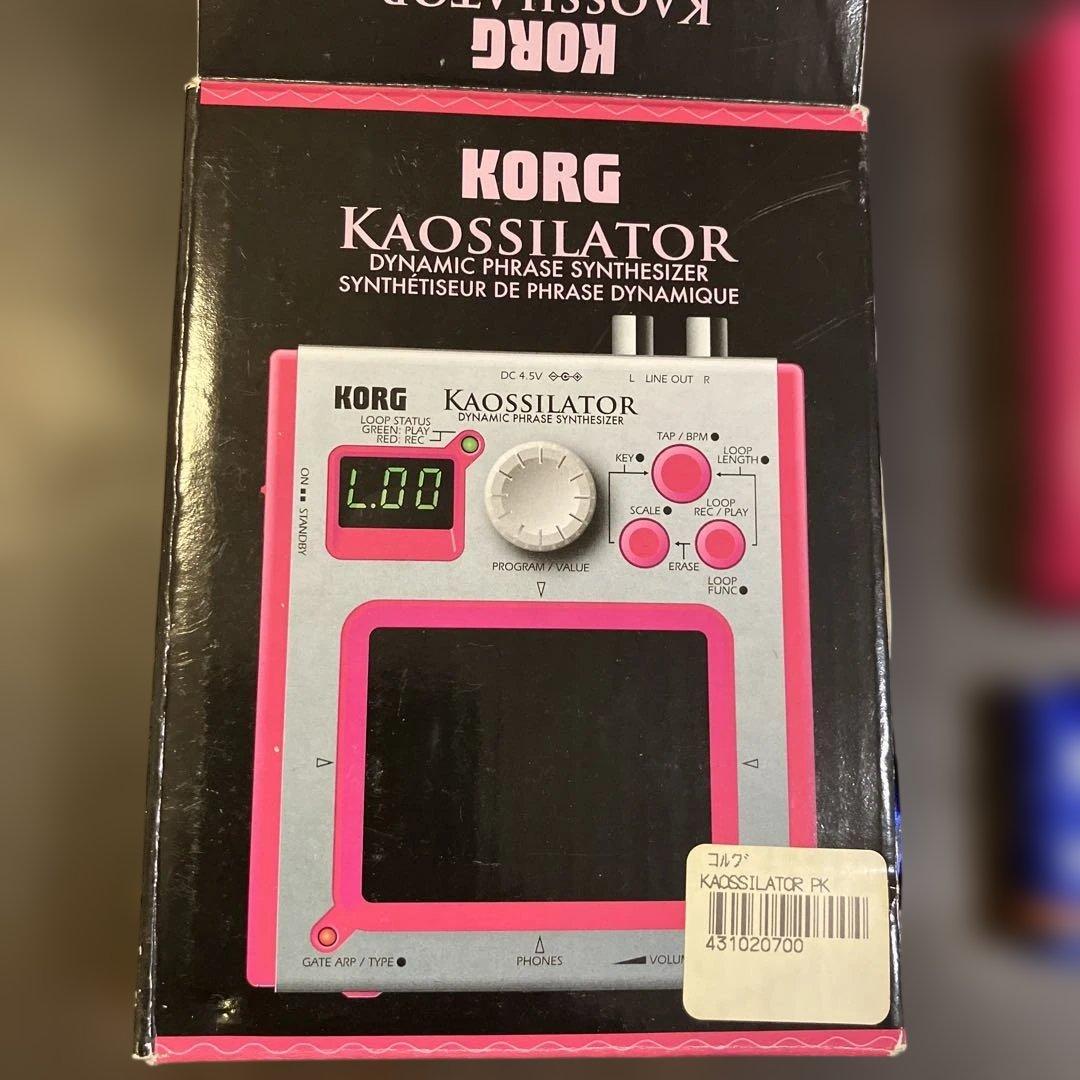 KAOSSILATOR
KORG
KORG
KAOSSILATOR
DYNAMIC PHRASE SYNTHESIZER
SYNTHÉTISEUR DE PHRASE DYNAMIQUE
DC 4.5V
L LINE OUT R
KORG KAOSSILATOR
DYNAMIC PHRASE SYNTHESIZER
LOOP STATUS
GREEN: PLAY
RED: REC
TAP / BPM
KEY
LOOP
LENGTH
L.00
ON
STANDBY
SCALE
LOOP
REC / PLAY
ERASE
PROGRAM / VALUE
LOOP
FUNC
GATE ARP / TYPE
PHONES
コルグ
KAOSSILATOR PK
431020700